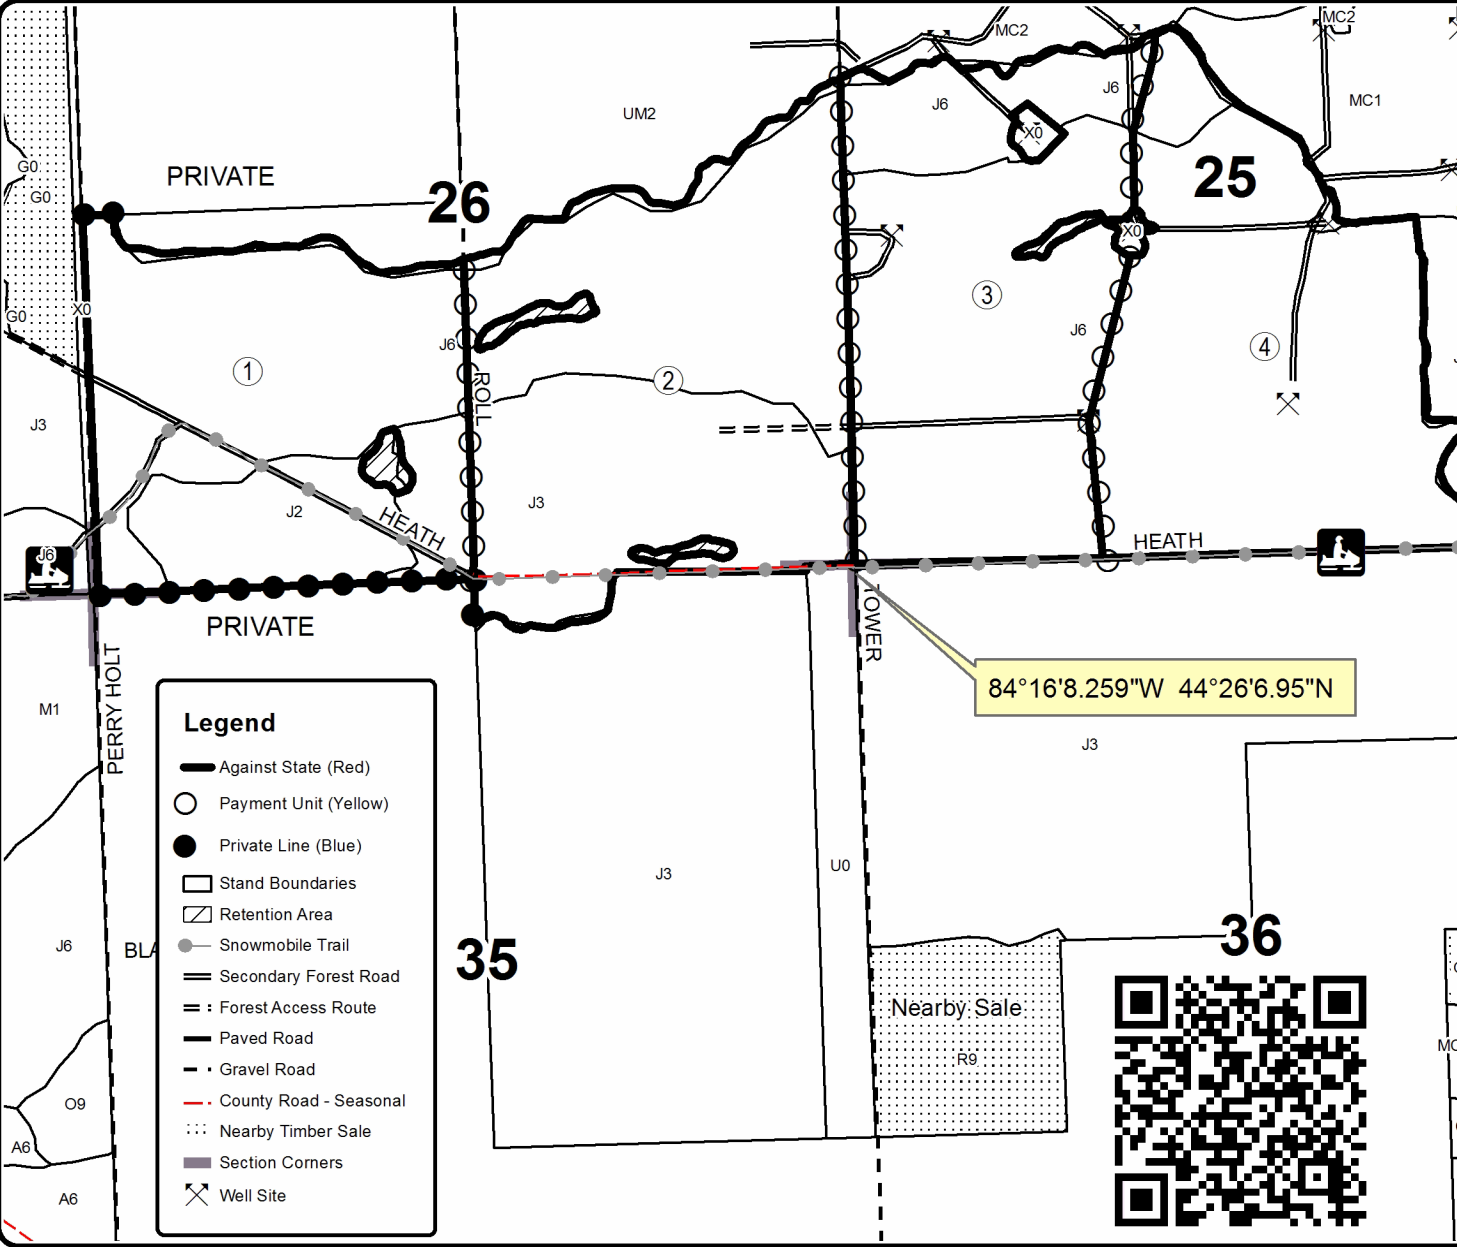 MC2
MC2
UM2
J6
J6
MC1
X0
G0
G0
PRIVATE
26
25
X0
X0
G0
3
J6
J6
4
1
2
ROLL
J3
J3
J2
HEATH
HEATH
J6
PRIVATE
TOWER
PERRY HOLT
84°16'8.259"W 44°26'6.95"N
M1
J3
Legend
Against State (Red)
Payment Unit (Yellow)
Private Line (Blue)
Stand Boundaries
Retention Area
Snowmobile Trail
Secondary Forest Road
Forest Access Route
Paved Road
Gravel Road
County Road - Seasonal
Nearby Timber Sale
Section Corners
Well Site
J3
U0
J6
BLA
35
36
Nearby Sale
R9
MC
O9
A6
A6